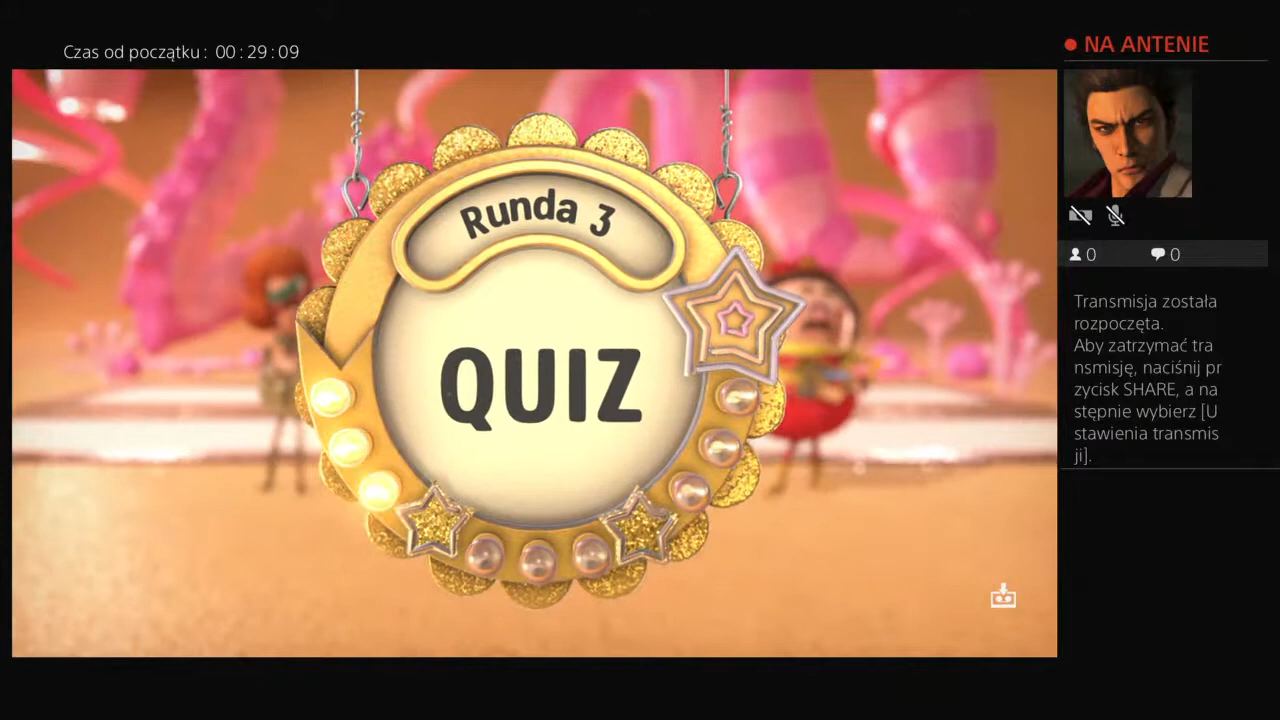 Czas od początku : 00 : 29 : 09
NA ANTENIE
Runda 3
QUIZ
0
0
Transmisja została
rozpoczęta.
Aby zatrzymać tra
nsmisję, naciśnij pr
zycisk SHARE, a na
stępnie wybierz [U
stawienia transmis
ji].